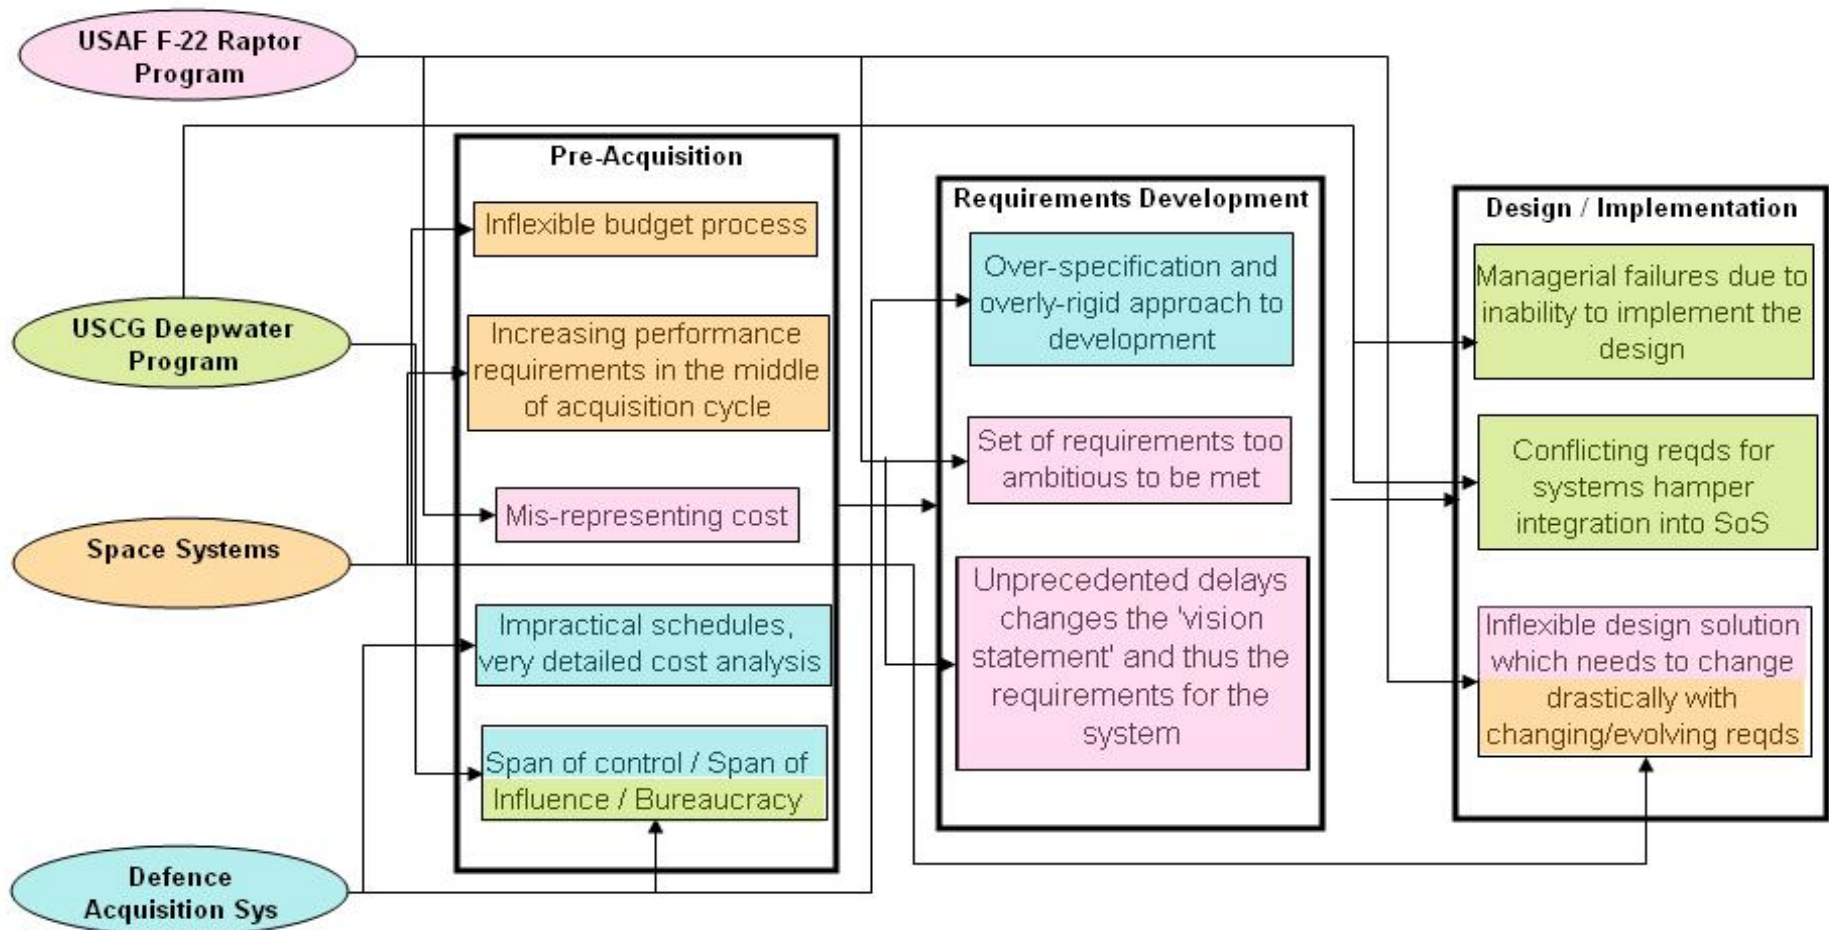 USAF F-22 Raptor
Program
USCG Deepwater
Program
Space Systems
Defence
Acquisition Sys
Pre-Acquisition
Inflexible budget process
Increasing performance
requirements in the middle
of acquisition cycle
Mis-representing cost
Impractical schedules,
very detailed cost analysis
Span of control / Span of
Influence / Bureaucracy
Requirements Development
Over-specification and
overly-rigid approach to
development
Set of requirements too
ambitious to be met
Unprecedented delays
changes the 'vision
statement' and thus the
requirements for the
system
Design / Implementation
Managerial failures due to
inability to implement the
design
Conflicting reqds for
systems hamper
integration into SoS
Inflexible design solution
which needs to change
drastically with
changing/evolving reqds